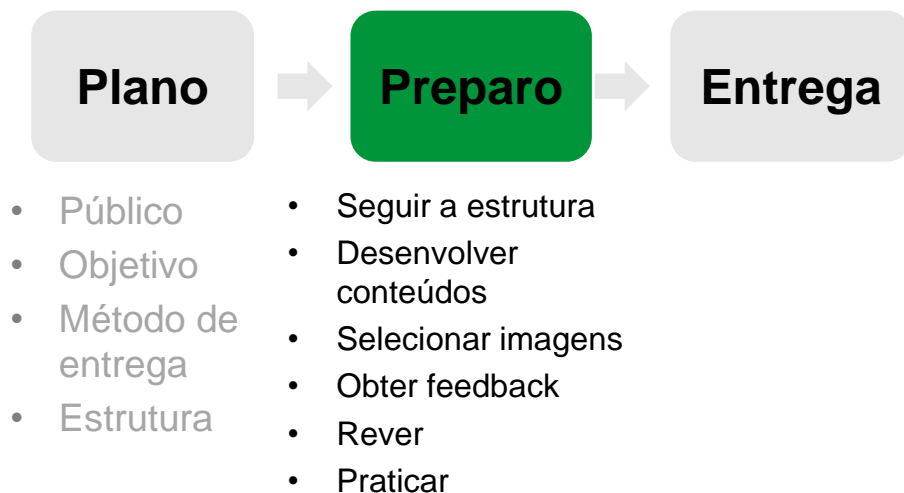 Plano
Preparo
Entrega
• Público
• Objetivo
• Método de
entrega
• Estrutura
• Seguir a estrutura
• Desenvolver
conteúdos
• Selecionar imagens
• Obter feedback
• Rever
• Praticar